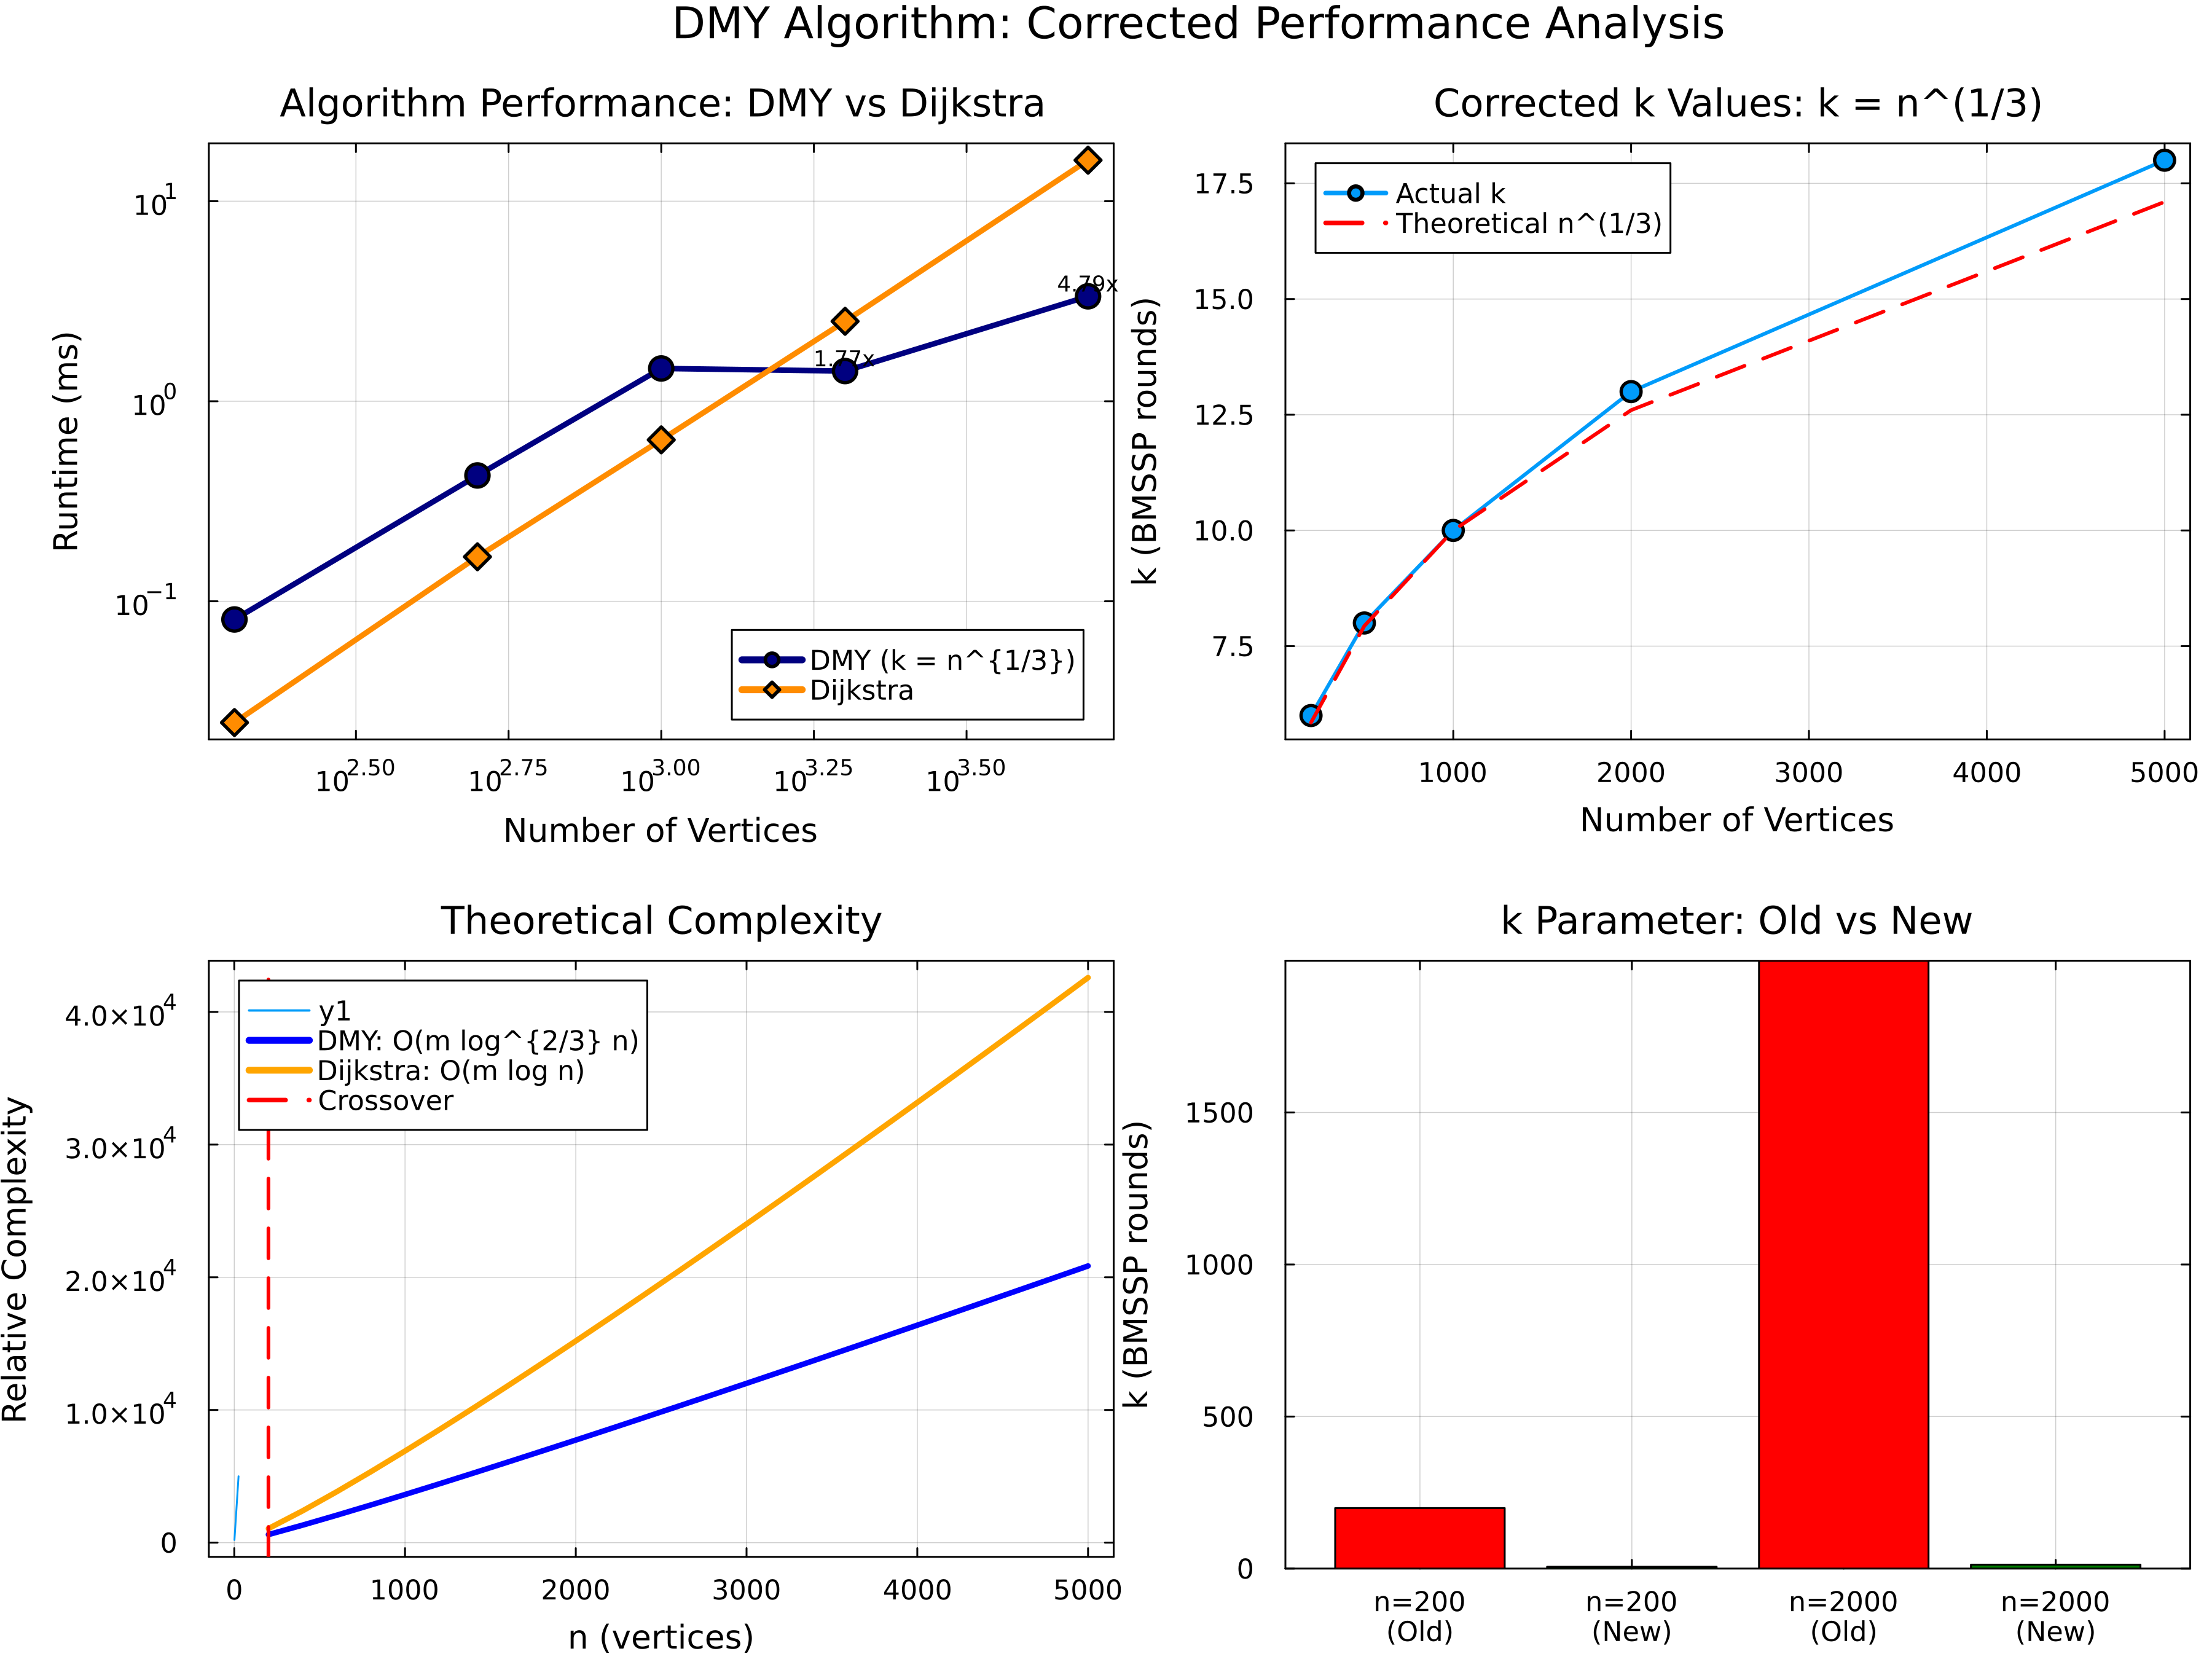 DMY Algorithm: Corrected Performance Analysis
Algorithm Performance: DMY vs Dijkstra
Runtime (ms)
10^1
10^0
10^−1
4.79x
1.77x
DMY (k = n^{1/3})
Dijkstra
10^2.50
10^2.75
10^3.00
10^3.25
10^3.50
Number of Vertices
Corrected k Values: k = n^(1/3)
k (BMSSP rounds)
17.5
15.0
12.5
10.0
7.5
Actual k
Theoretical n^(1/3)
1000
2000
3000
4000
5000
Number of Vertices
Theoretical Complexity
Relative Complexity
4.0×10^4
3.0×10^4
2.0×10^4
1.0×10^4
0
y1
DMY: O(m log^{2/3} n)
Dijkstra: O(m log n)
Crossover
0
1000
2000
3000
4000
5000
n (vertices)
k Parameter: Old vs New
k (BMSSP rounds)
1500
1000
500
0
n=200
(Old)
n=200
(New)
n=2000
(Old)
n=2000
(New)